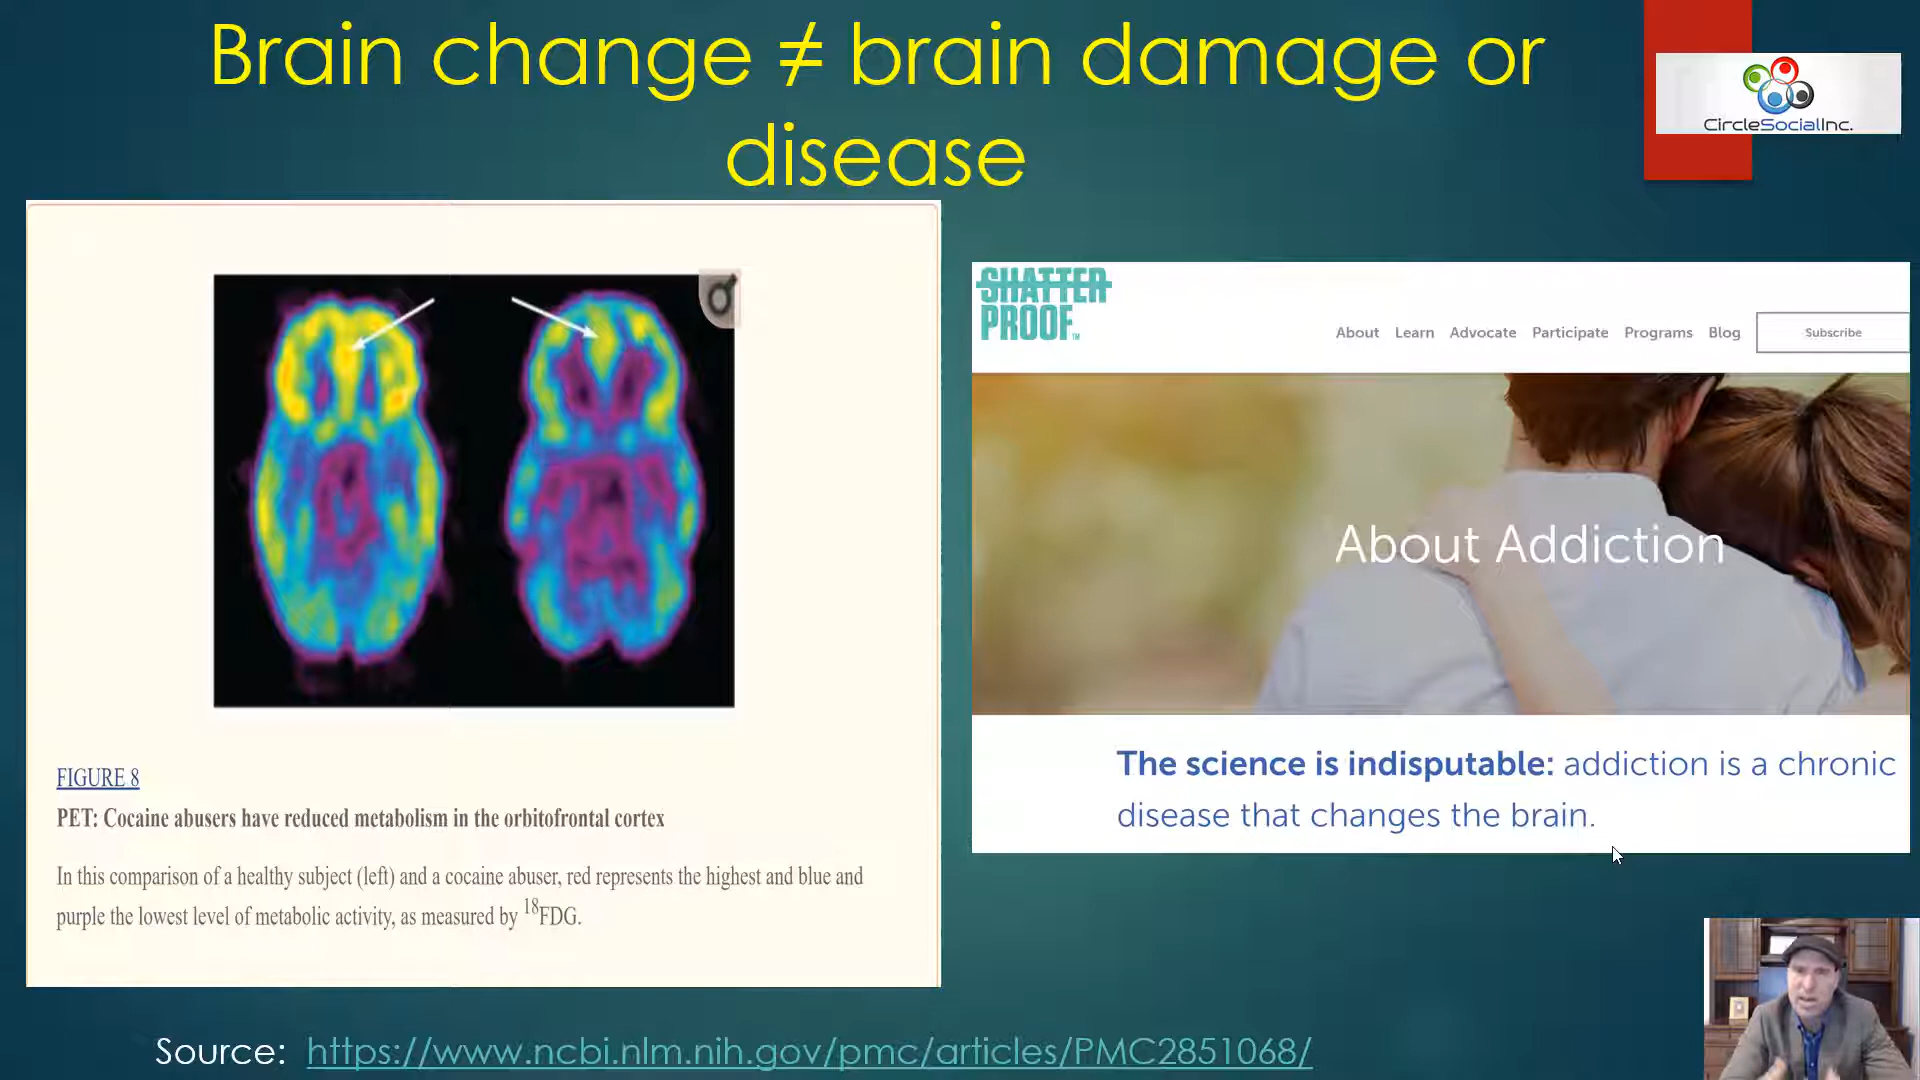 Brain change ≠ brain damage or
disease
CircleSocialInc.
SHATTER
PROOF™
About Learn Advocate Participate Programs Blog Subscribe
About Addiction
The science is indisputable: addiction is a chronic
disease that changes the brain.
FIGURE 8
PET: Cocaine abusers have reduced metabolism in the orbitofrontal cortex
In this comparison of a healthy subject (left) and a cocaine abuser, red represents the highest and blue and
purple the lowest level of metabolic activity, as measured by ¹⁸FDG.
Source: https://www.ncbi.nlm.nih.gov/pmc/articles/PMC2851068/